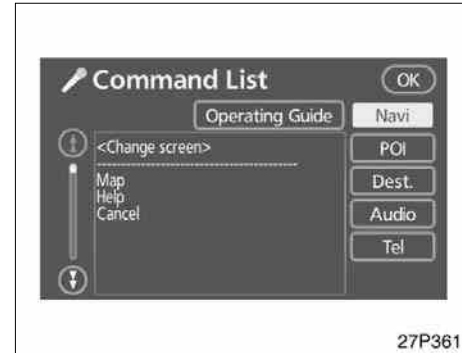 Command List
OK
Operating Guide
Navi
<Change screen>
POI
Map
Help
Cancel
Dest.
Audio
Tel
27P361